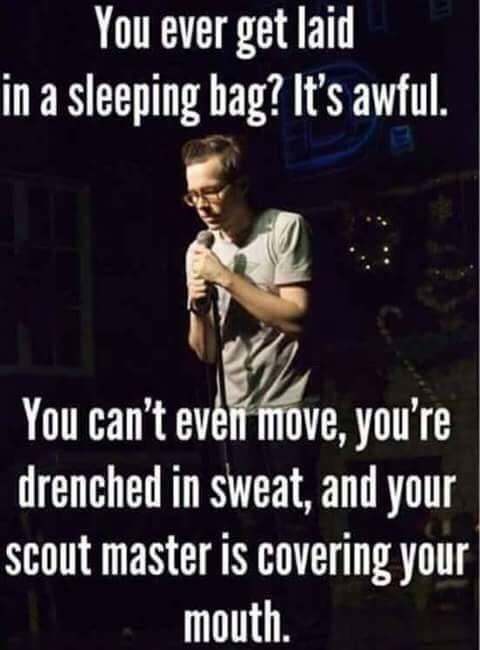 You ever get laid
in a sleeping bag? It's awful.
You can't even move, you're
drenched in sweat, and your
scout master is covering your
mouth.